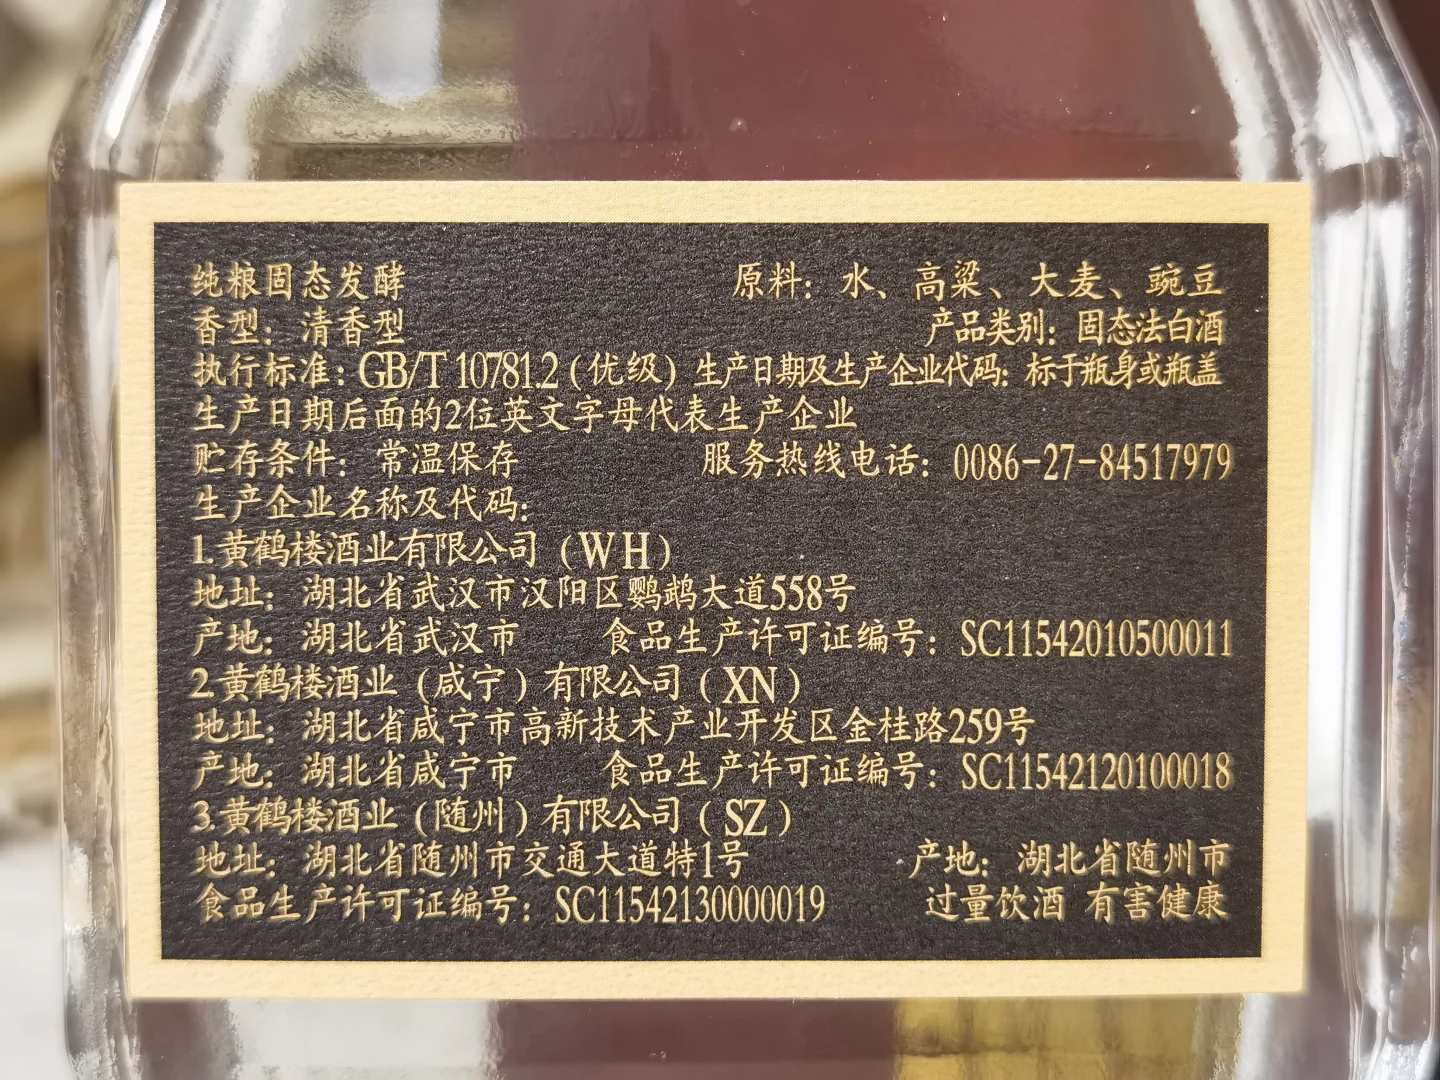 纯粮固态发酵 原料：水、高粱、大麦、豌豆
香型：清香型 产品类别：固态法白酒
执行标准：GB/T 10781.2（优级）生产日期及生产企业代码：标于瓶身或瓶盖
生产日期后面的2位英文字母代表生产企业
贮存条件：常温保存 服务热线电话：0086-27-84517979
生产企业名称及代码：
1.黄鹤楼酒业有限公司（WH）
地址：湖北省武汉市汉阳区鹦鹉大道558号
产地：湖北省武汉市 食品生产许可证编号：SC11542010500011
2.黄鹤楼酒业（咸宁）有限公司（XN）
地址：湖北省咸宁市高新技术产业开发区金桂路259号
产地：湖北省咸宁市 食品生产许可证编号：SC11542120100018
3.黄鹤楼酒业（随州）有限公司（SZ）
地址：湖北省随州市交通大道特1号 产地：湖北省随州市
食品生产许可证编号：SC11542130000019 过量饮酒 有害健康